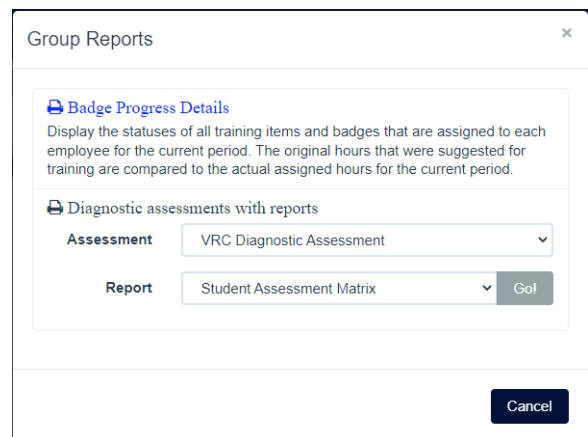 Group Reports
×
Badge Progress Details
Display the statuses of all training items and badges that are assigned to each
employee for the current period. The original hours that were suggested for
training are compared to the actual assigned hours for the current period.
Diagnostic assessments with reports
Assessment VRC Diagnostic Assessment
Report Student Assessment Matrix Go!
Cancel